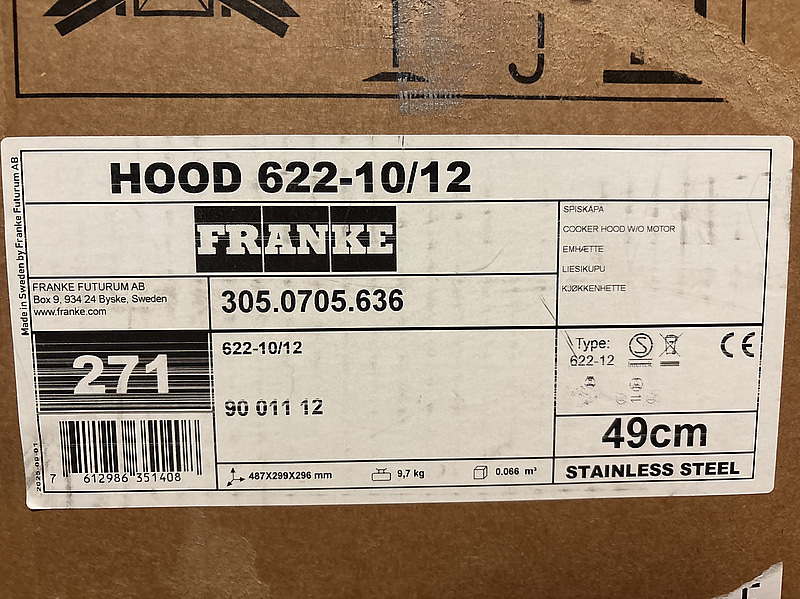 HOOD 622-10/12
Made in Sweden by Franke Futurum AB
FRANKE
SPISKÅPA
COOKER HOOD W/O MOTOR
EMHÆTTE
LIESIKUPU
KJØKKENHETTE
FRANKE FUTURUM AB
Box 9, 934 24 Byske, Sweden
www.franke.com
305.0705.636
271
622-10/12
90 011 12
Type:
622-12
S
CE
49cm
STAINLESS STEEL
7 612986 351408
487X299X296 mm
9,7 kg
0.066 m³